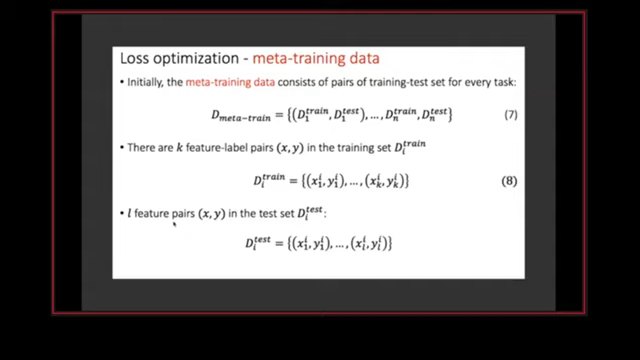 Loss optimization - meta-training data
• Initially, the meta-training data consists of pairs of training-test set for every task:
D_{meta-train} = {(D_1^{train}, D_1^{test}), ..., D_n^{train}, D_n^{test}} (7)
• There are k feature-label pairs (x, y) in the training set D_i^{train}
D_i^{train} = {(x_1^i, y_1^i), ..., (x_k^i, y_k^i)} (8)
• l feature pairs (x, y) in the test set D_i^{test}:
D_i^{test} = {(x_1^i, y_1^i), ..., (x_l^i, y_l^i)}